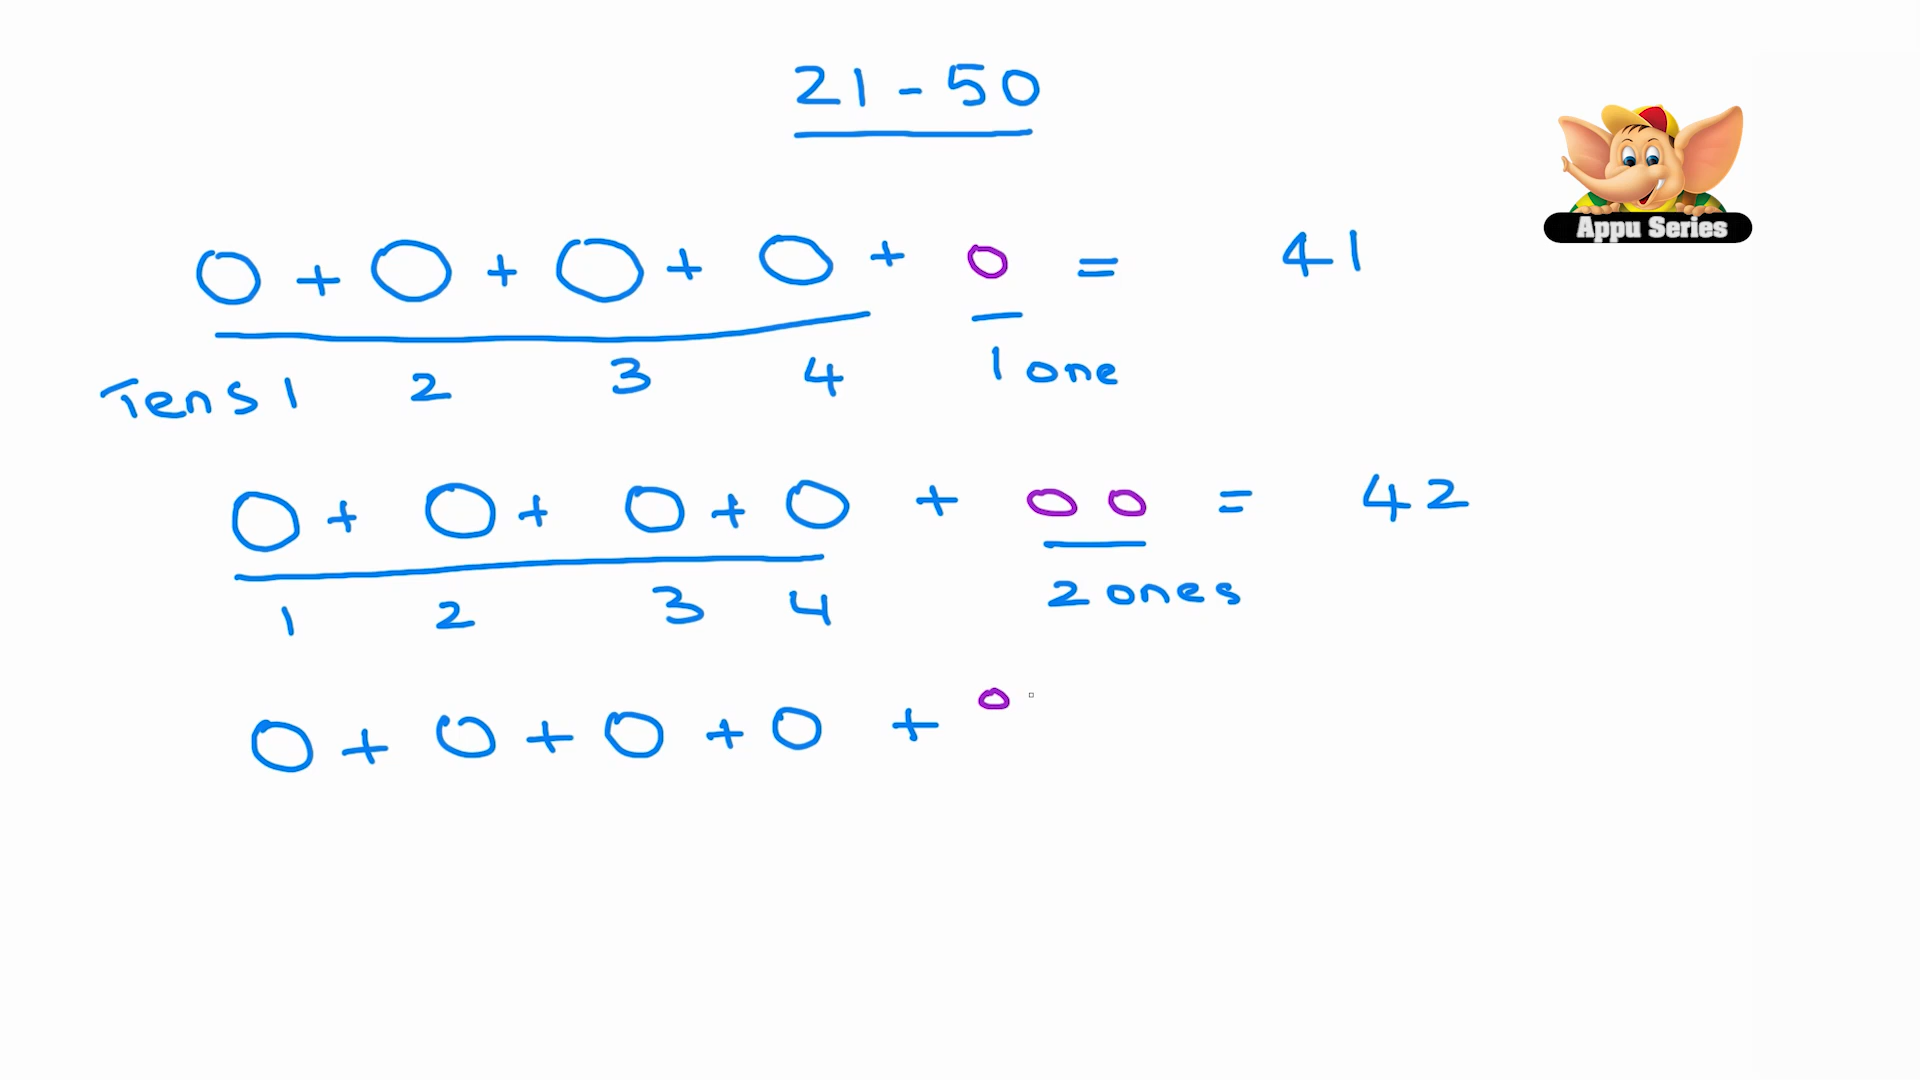 21 - 50
Appu Series
O + O + O + O + o = 41
Tens 1 2 3 4 1 one
O + O + O + O + o o = 42
1 2 3 4 2 ones
O + O + O + O + o